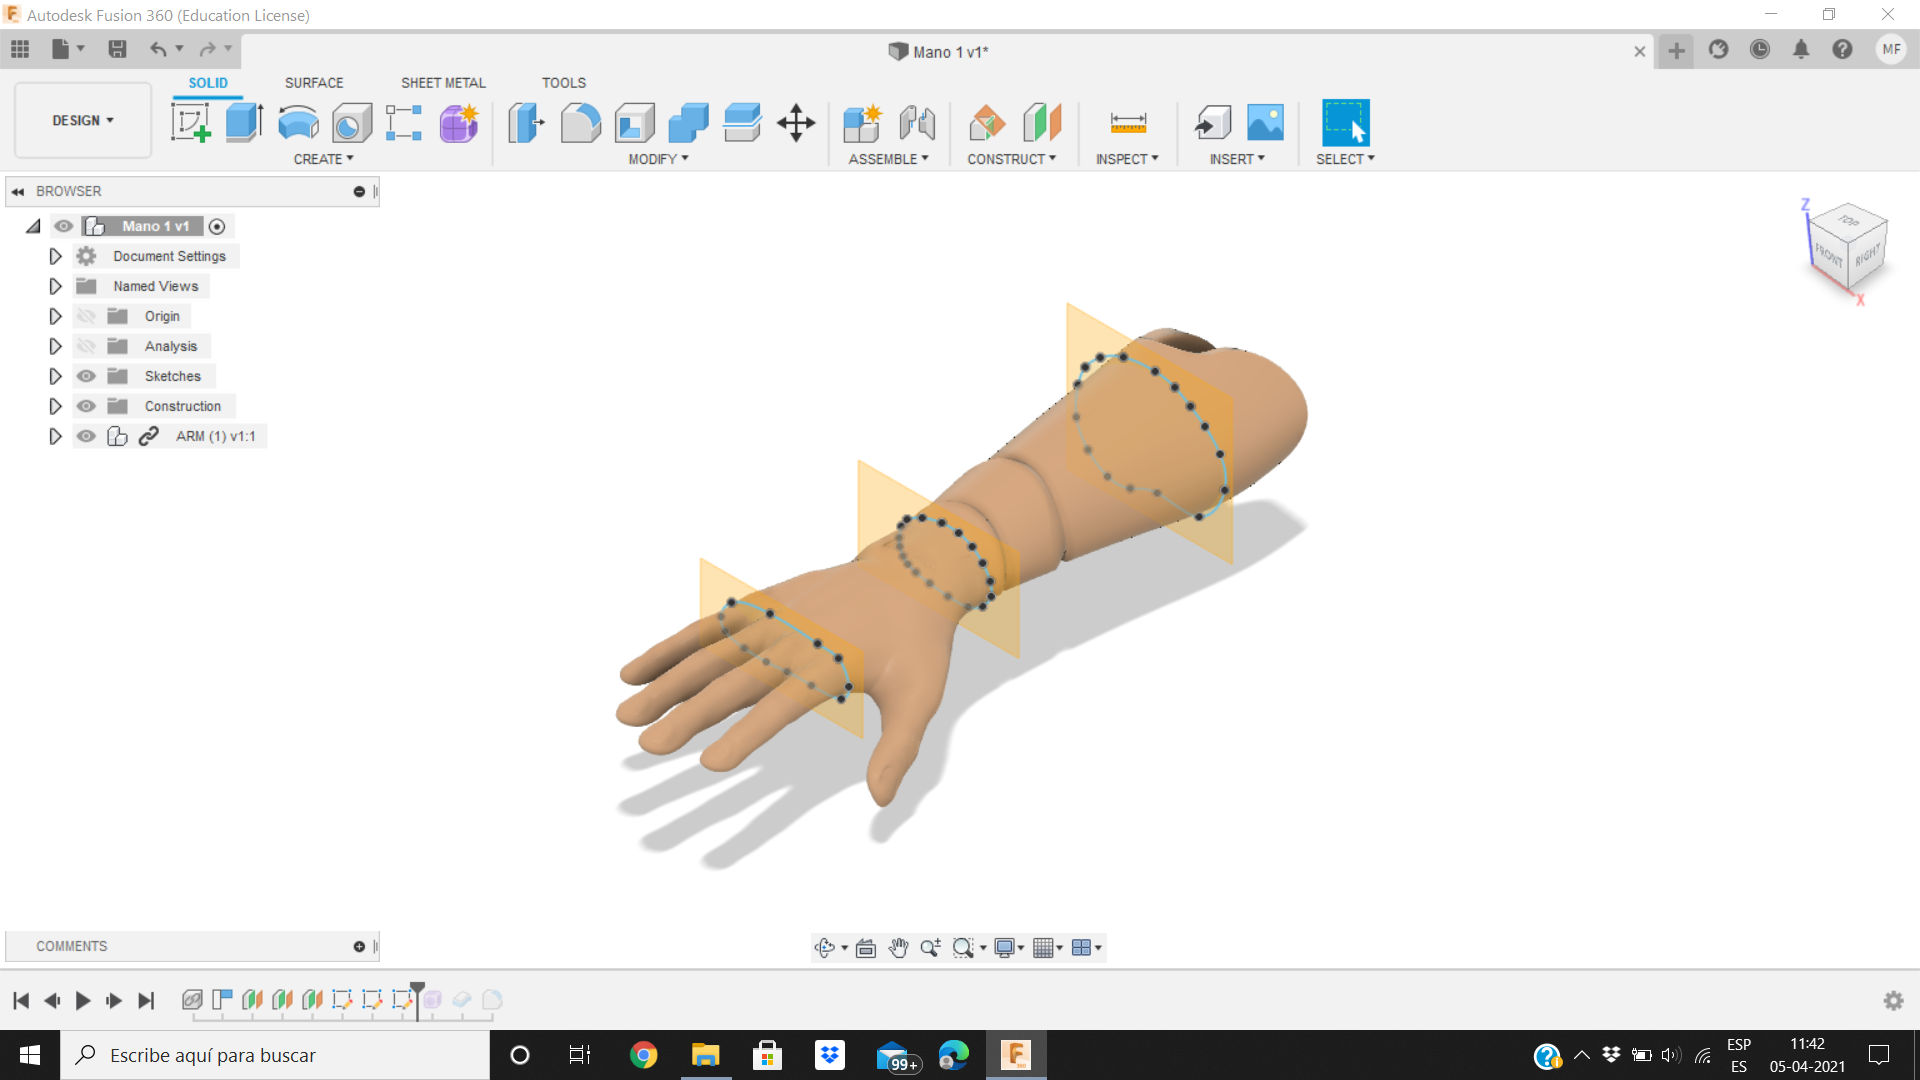 Autodesk Fusion 360 (Education License)
Mano 1 v1*
MF
SOLID SURFACE SHEET METAL TOOLS
DESIGN
CREATE MODIFY ASSEMBLE CONSTRUCT INSPECT INSERT SELECT
BROWSER
Mano 1 v1
Document Settings
Named Views
Origin
Analysis
Sketches
Construction
ARM (1) v1:1
Z
TOP
FRONT
RIGHT
X
COMMENTS
Escribe aquí para buscar
99+
F
360
ESP
ES
11:42
05-04-2021